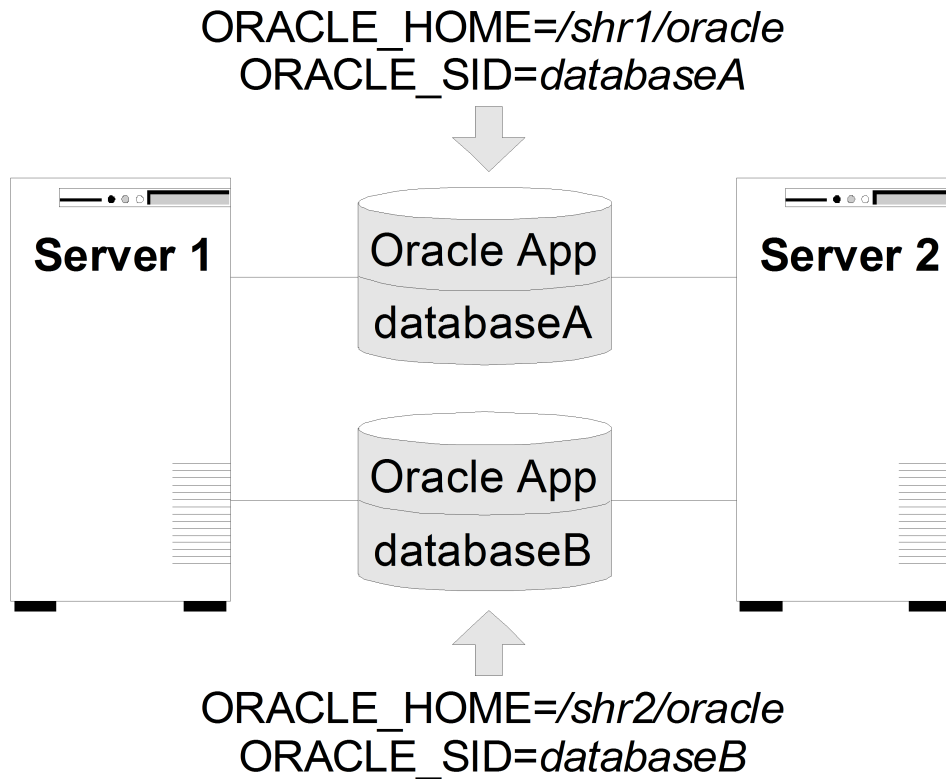 ORACLE_HOME=/shr1/oracle
ORACLE_SID=databaseA
Server 1
Oracle App
databaseA
Server 2
Oracle App
databaseB
ORACLE_HOME=/shr2/oracle
ORACLE_SID=databaseB